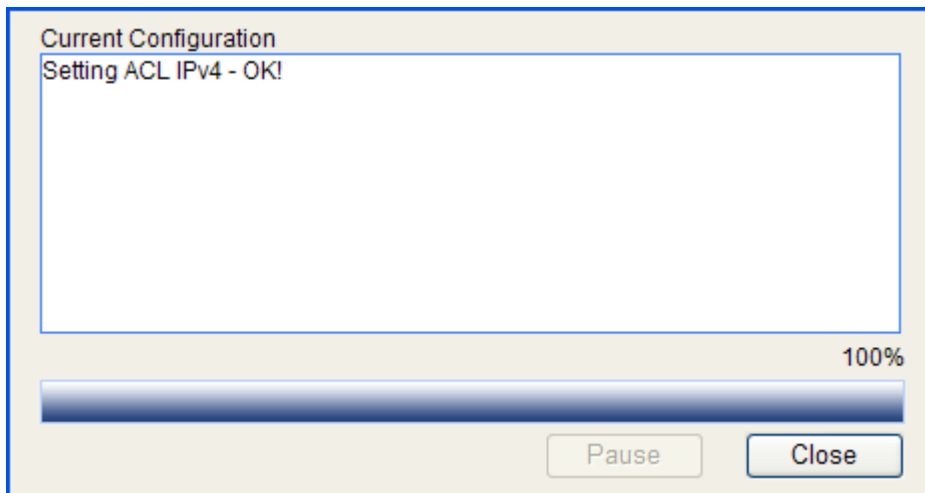 Current Configuration
Setting ACL IPv4 - OK!
100%
Pause
Close